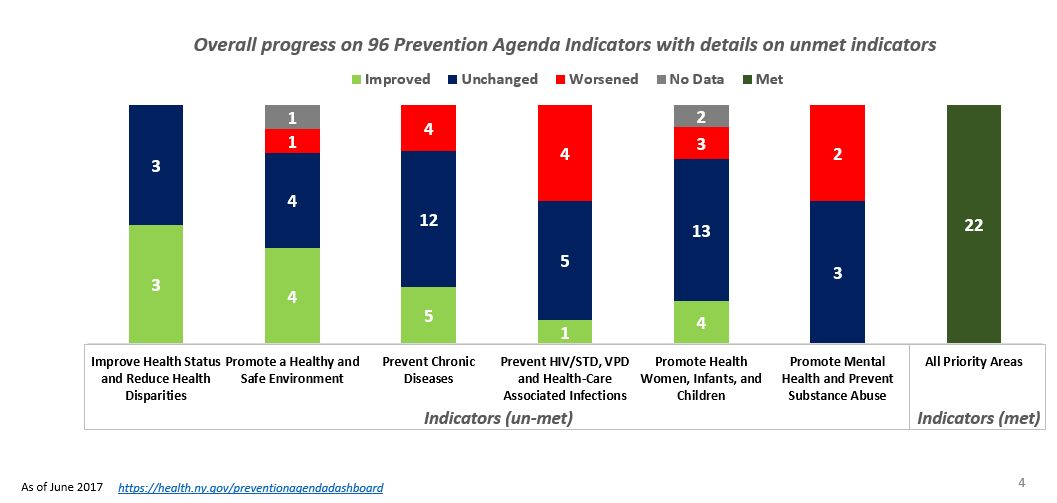 Overall progress on 96 Prevention Agenda Indicators with details on unmet indicators
Improved Unchanged Worsened No Data Met
3
3
1
1
4
4
4
12
5
4
5
1
2
3
13
4
2
3
22
Improve Health Status
and Reduce Health
Disparities
Promote a Healthy and
Safe Environment
Prevent Chronic
Diseases
Prevent HIV/STD, VPD
and Health-Care
Associated Infections
Promote Health
Women, Infants, and
Children
Promote Mental
Health and Prevent
Substance Abuse
All Priority Areas
Indicators (un-met)
Indicators (met)
As of June 2017 https://health.ny.gov/preventionagendadashboard
4